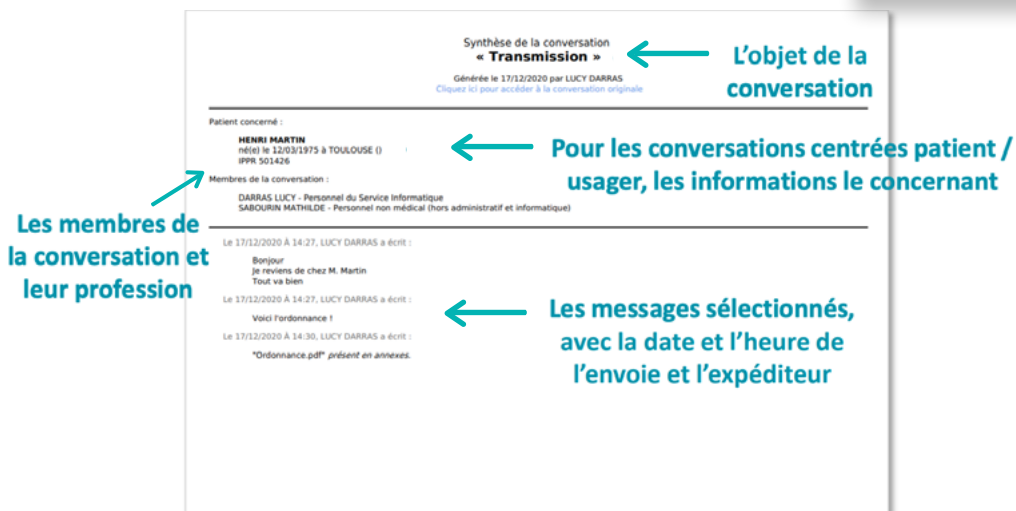 Synthèse de la conversation
« Transmission »
L'objet de la
conversation
Générée le 17/12/2020 par LUCY DARRAS
Cliquez ici pour accéder à la conversation originale
Patient concerné :
HENRI MARTIN
né(e) le 12/03/1975 à TOULOUSE ()
IPPR 501426
Pour les conversations centrées patient /
usager, les informations le concernant
Membres de la conversation :
DARRAS LUCY - Personnel du Service Informatique
SABOURIN MATHILDE - Personnel non médical (hors administratif et informatique)
Les membres de
la conversation et
leur profession
Le 17/12/2020 À 14:27, LUCY DARRAS a écrit :
Bonjour
Je reviens de chez M. Martin
Tout va bien
Le 17/12/2020 À 14:27, LUCY DARRAS a écrit :
Voici l'ordonnance !
Le 17/12/2020 À 14:30, LUCY DARRAS a écrit :
"Ordonnance.pdf" présent en annexes.
Les messages sélectionnés,
avec la date et l'heure de
l'envoie et l'expéditeur